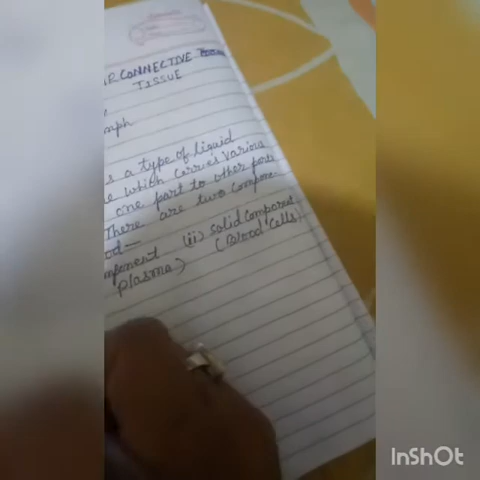 CONNECTIVE
TISSUE
mph
s a type of liquid
e which carries various
one part to other parts
There are two compone
od—
mponent (ii) solid component
plasma) (Blood Cells)
InShOt